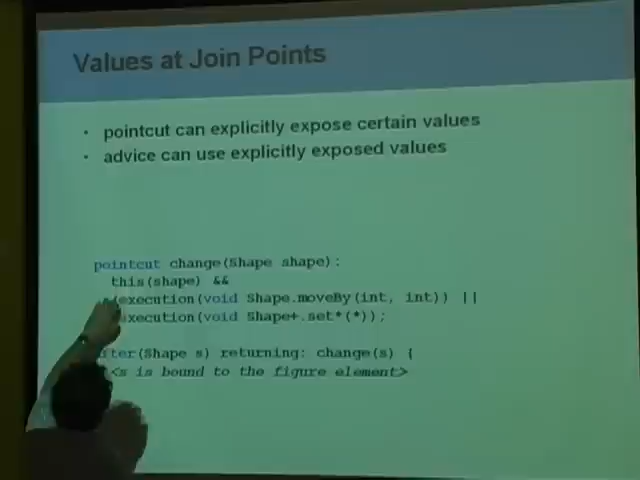 Values at Join Points
• pointcut can explicitly expose certain values
• advice can use explicitly exposed values
pointcut change(Shape shape):
this(shape) &&
execution(void Shape.moveBy(int, int)) ||
execution(void Shape+.set*(*));
ter(Shape s) returning: change(s) {
<s is bound to the figure element>